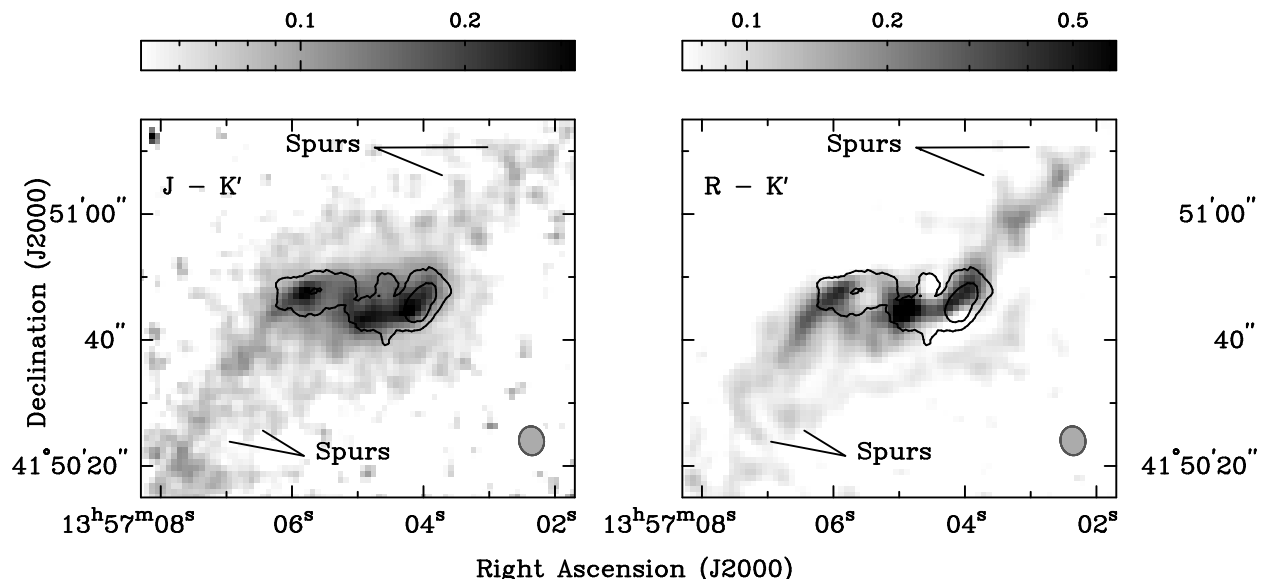 0.1 0.2 0.1 0.2 0.5
Spurs Spurs
J − K′ R − K′
51′00″ 51′00″
Declination (J2000)
40″ 40″
Spurs Spurs
41°50′20″ 41°50′20″
13ʰ57ᵐ08ˢ 06ˢ 04ˢ 02ˢ 13ʰ57ᵐ08ˢ 06ˢ 04ˢ 02ˢ
Right Ascension (J2000)